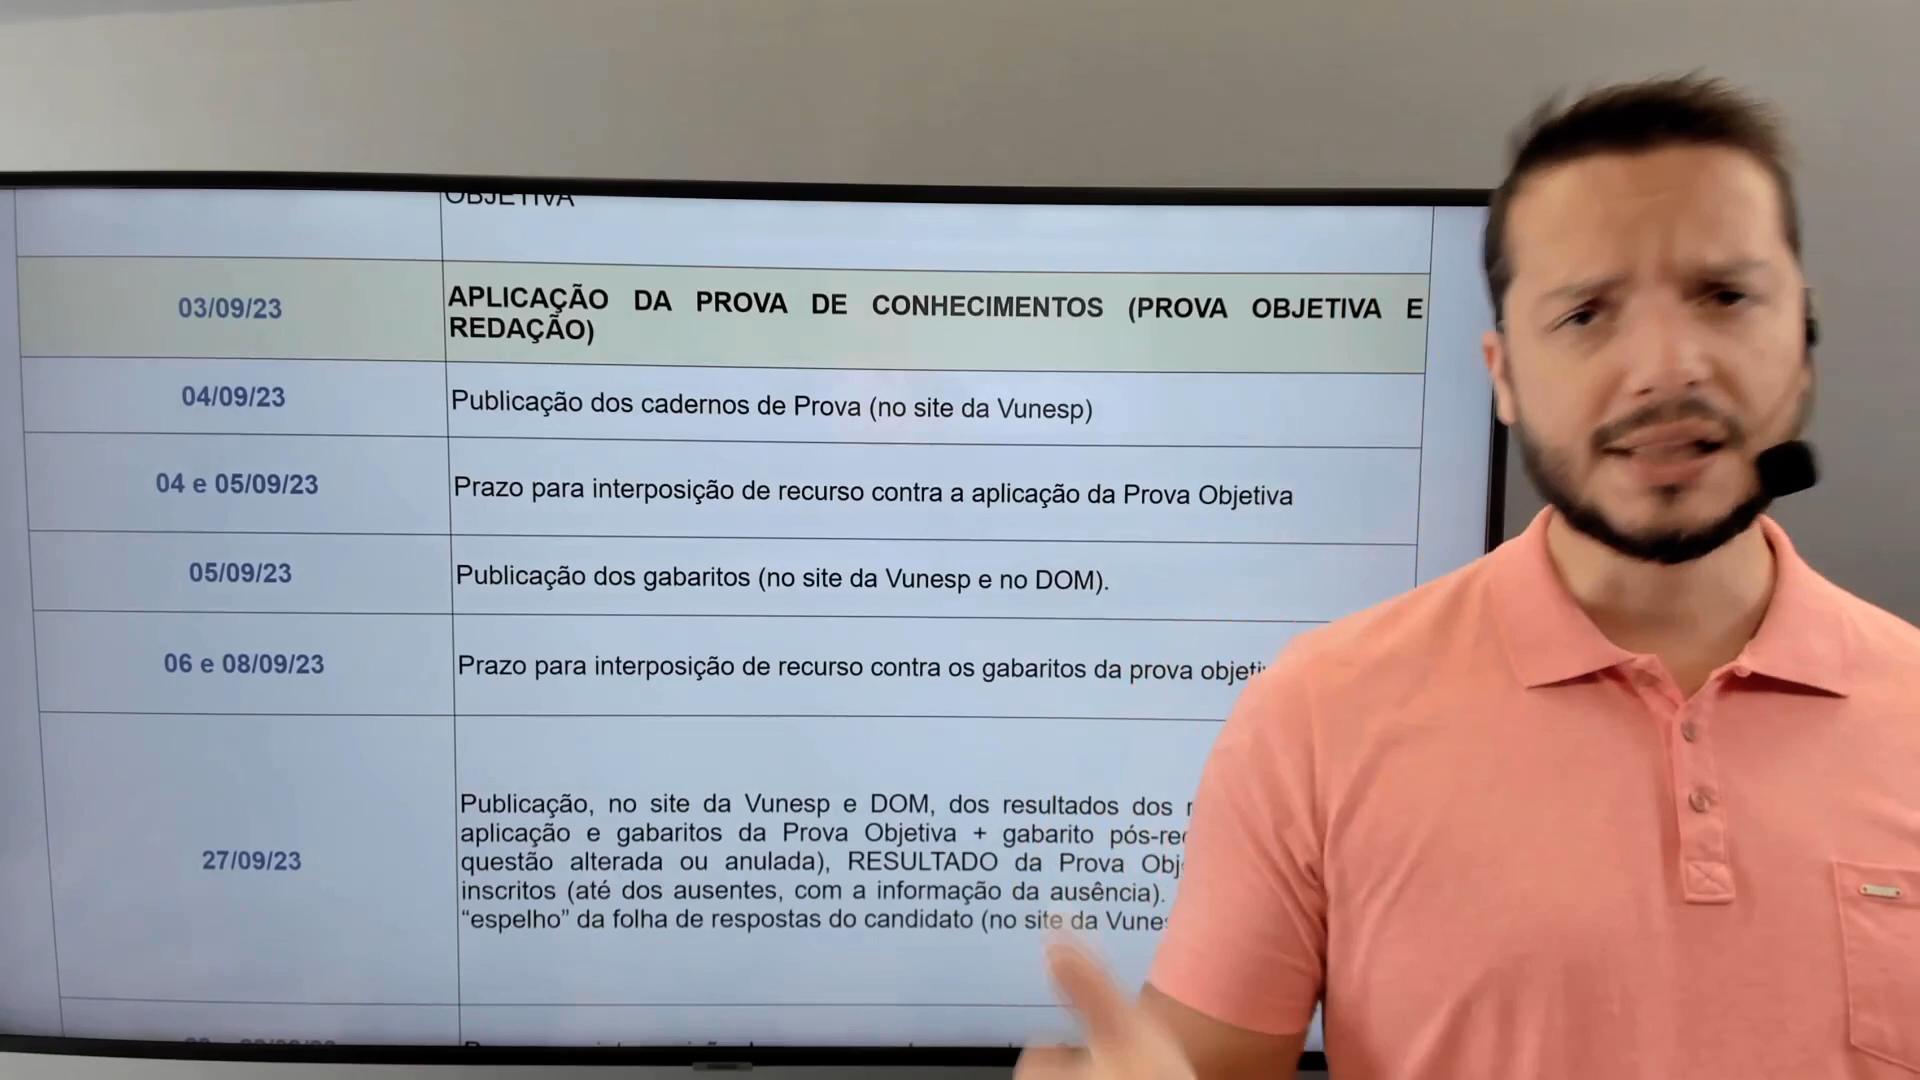 OBJETIVA
03/09/23
APLICAÇÃO DA PROVA DE CONHECIMENTOS (PROVA OBJETIVA E
REDAÇÃO)
04/09/23
Publicação dos cadernos de Prova (no site da Vunesp)
04 e 05/09/23
Prazo para interposição de recurso contra a aplicação da Prova Objetiva
05/09/23
Publicação dos gabaritos (no site da Vunesp e no DOM).
06 e 08/09/23
Prazo para interposição de recurso contra os gabaritos da prova
27/09/23
Publicação, no site da Vunesp e DOM, dos resultados dos
aplicação e gabaritos da Prova Objetiva + gabarito
questão alterada ou anulada), RESULTADO da Prova
inscritos (até dos ausentes, com a informação da ausência).
“espelho” da folha de respostas do candidato (no site da